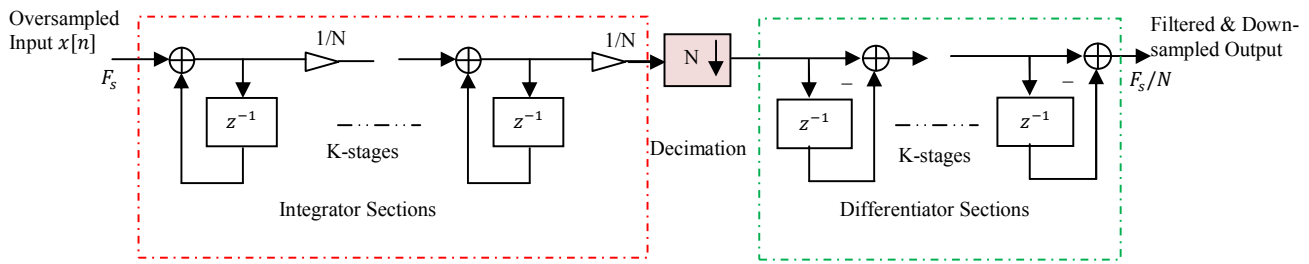 Oversampled
Input x[n]
F_s
1/N
1/N
N
Filtered & Down-
sampled Output
F_s/N
−
−
z^{-1}
z^{-1}
z^{-1}
z^{-1}
K-stages
Decimation
K-stages
Integrator Sections
Differentiator Sections